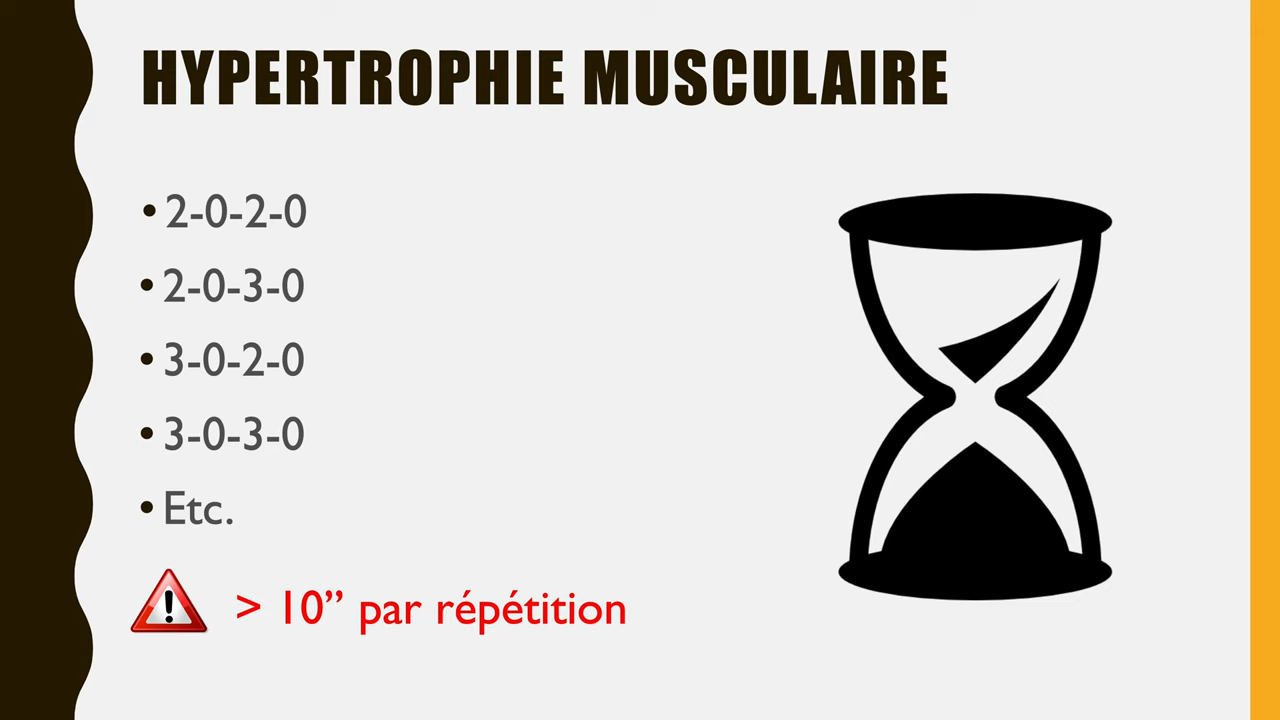 HYPERTROPHIE MUSCULAIRE
• 2-0-2-0
• 2-0-3-0
• 3-0-2-0
• 3-0-3-0
• Etc.
! > 10” par répétition